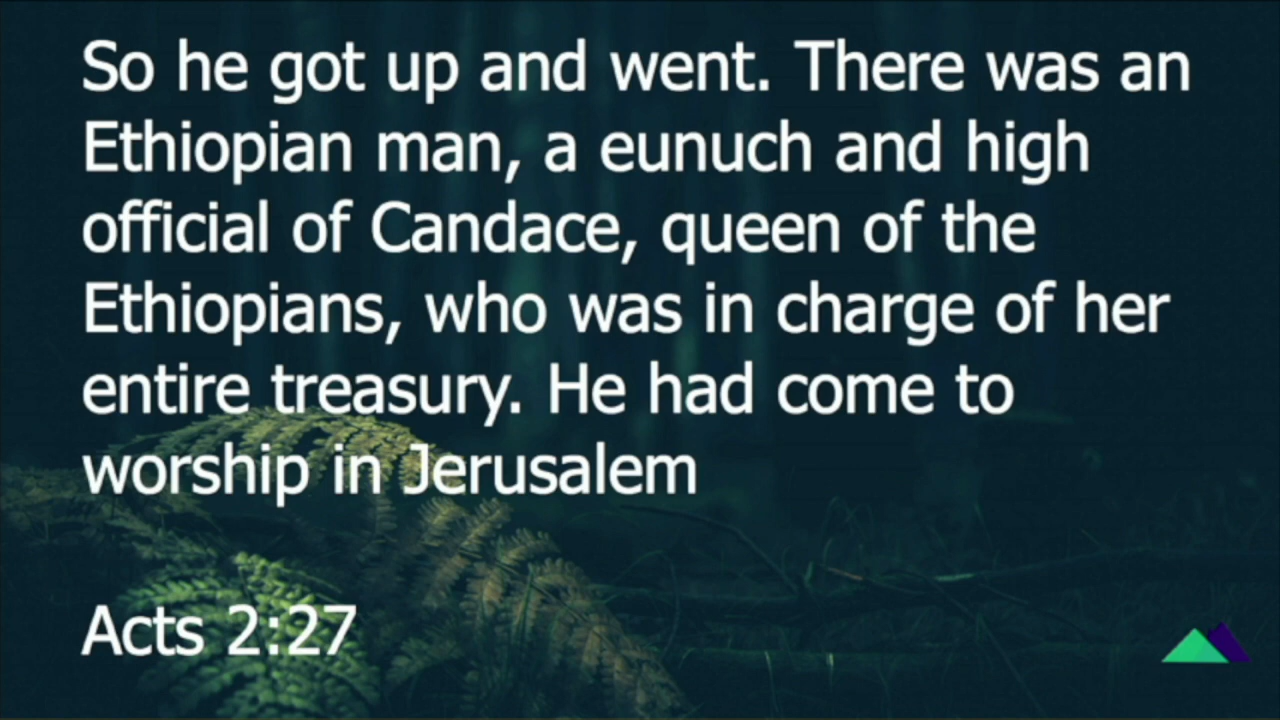 So he got up and went. There was an
Ethiopian man, a eunuch and high
official of Candace, queen of the
Ethiopians, who was in charge of her
entire treasury. He had come to
worship in Jerusalem
Acts 2:27